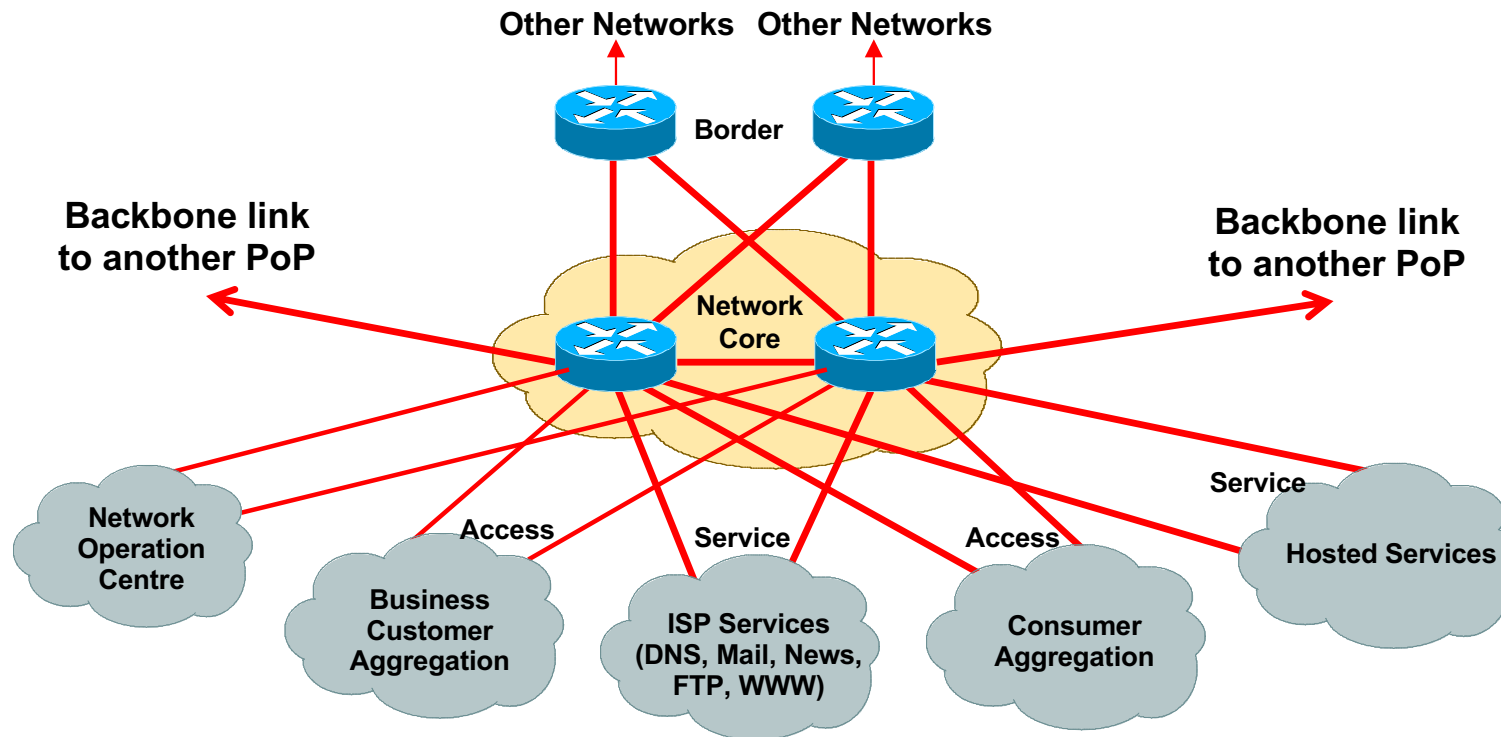 Other Networks
Other Networks
Border
Backbone link
to another PoP
Backbone link
to another PoP
Network
Core
Network
Operation
Centre
Access
Business
Customer
Aggregation
Service
ISP Services
(DNS, Mail, News,
FTP, WWW)
Access
Consumer
Aggregation
Service
Hosted Services